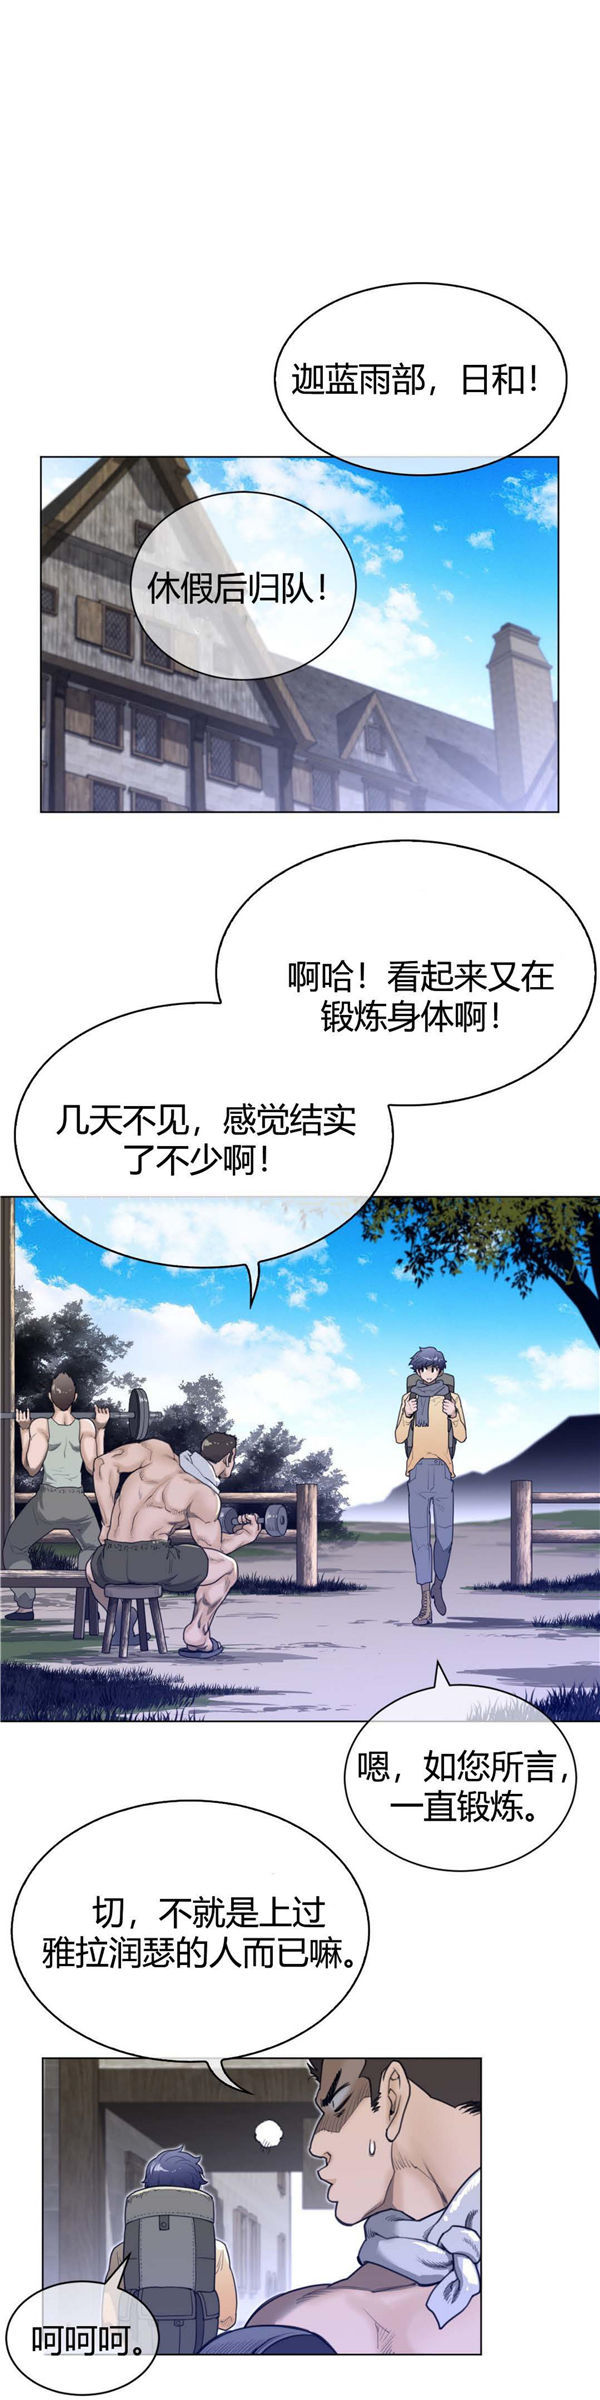 迦蓝雨部，日和！
休假后归队！
啊哈！看起来又在
锻炼身体啊！
几天不见，感觉结实
了不少啊！
嗯，如您所言，
一直锻炼。
切，不就是上过
雅拉润瑟的人而已嘛。
呵呵呵。